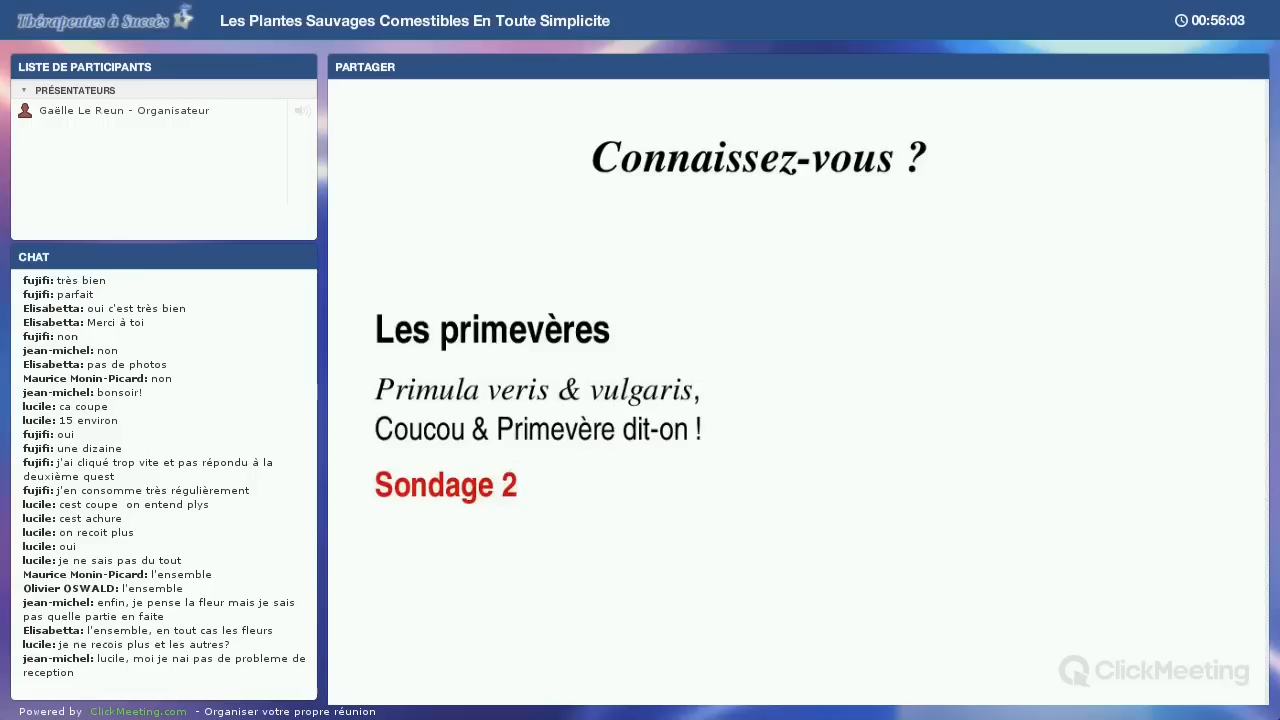 Thérapeutes à Succès
Les Plantes Sauvages Comestibles En Toute Simplicite
00:56:03
LISTE DE PARTICIPANTS
PRÉSENTATEURS
Gaëlle Le Reun - Organisateur
CHAT
fujifi: très bien
fujifi: parfait
Elisabetta: oui c'est très bien
Elisabetta: Merci à toi
fujifi: non
jean-michel: non
Elisabetta: pas de photos
Maurice Monin-Picard: non
jean-michel: bonsoir!
lucile: ca coupe
lucile: 15 environ
fujifi: oui
fujifi: une dizaine
fujifi: j'ai cliqué trop vite et pas répondu à la
deuxième quest
fujifi: j'en consomme très régulièrement
lucile: cest coupe on entend plys
lucile: cest achure
lucile: on recoit plus
lucile: oui
lucile: je ne sais pas du tout
Maurice Monin-Picard: l'ensemble
Olivier OSWALD: l'ensemble
jean-michel: enfin, je pense la fleur mais je sais
pas quelle partie en faite
Elisabetta: l'ensemble, en tout cas les fleurs
lucile: je ne recois plus et les autres?
jean-michel: lucile, moi je nai pas de probleme de
reception
PARTAGER
Connaissez-vous ?
Les primevères
Primula veris & vulgaris,
Coucou & Primevère dit-on !
Sondage 2
ClickMeeting
Powered by ClickMeeting.com - Organiser votre propre réunion